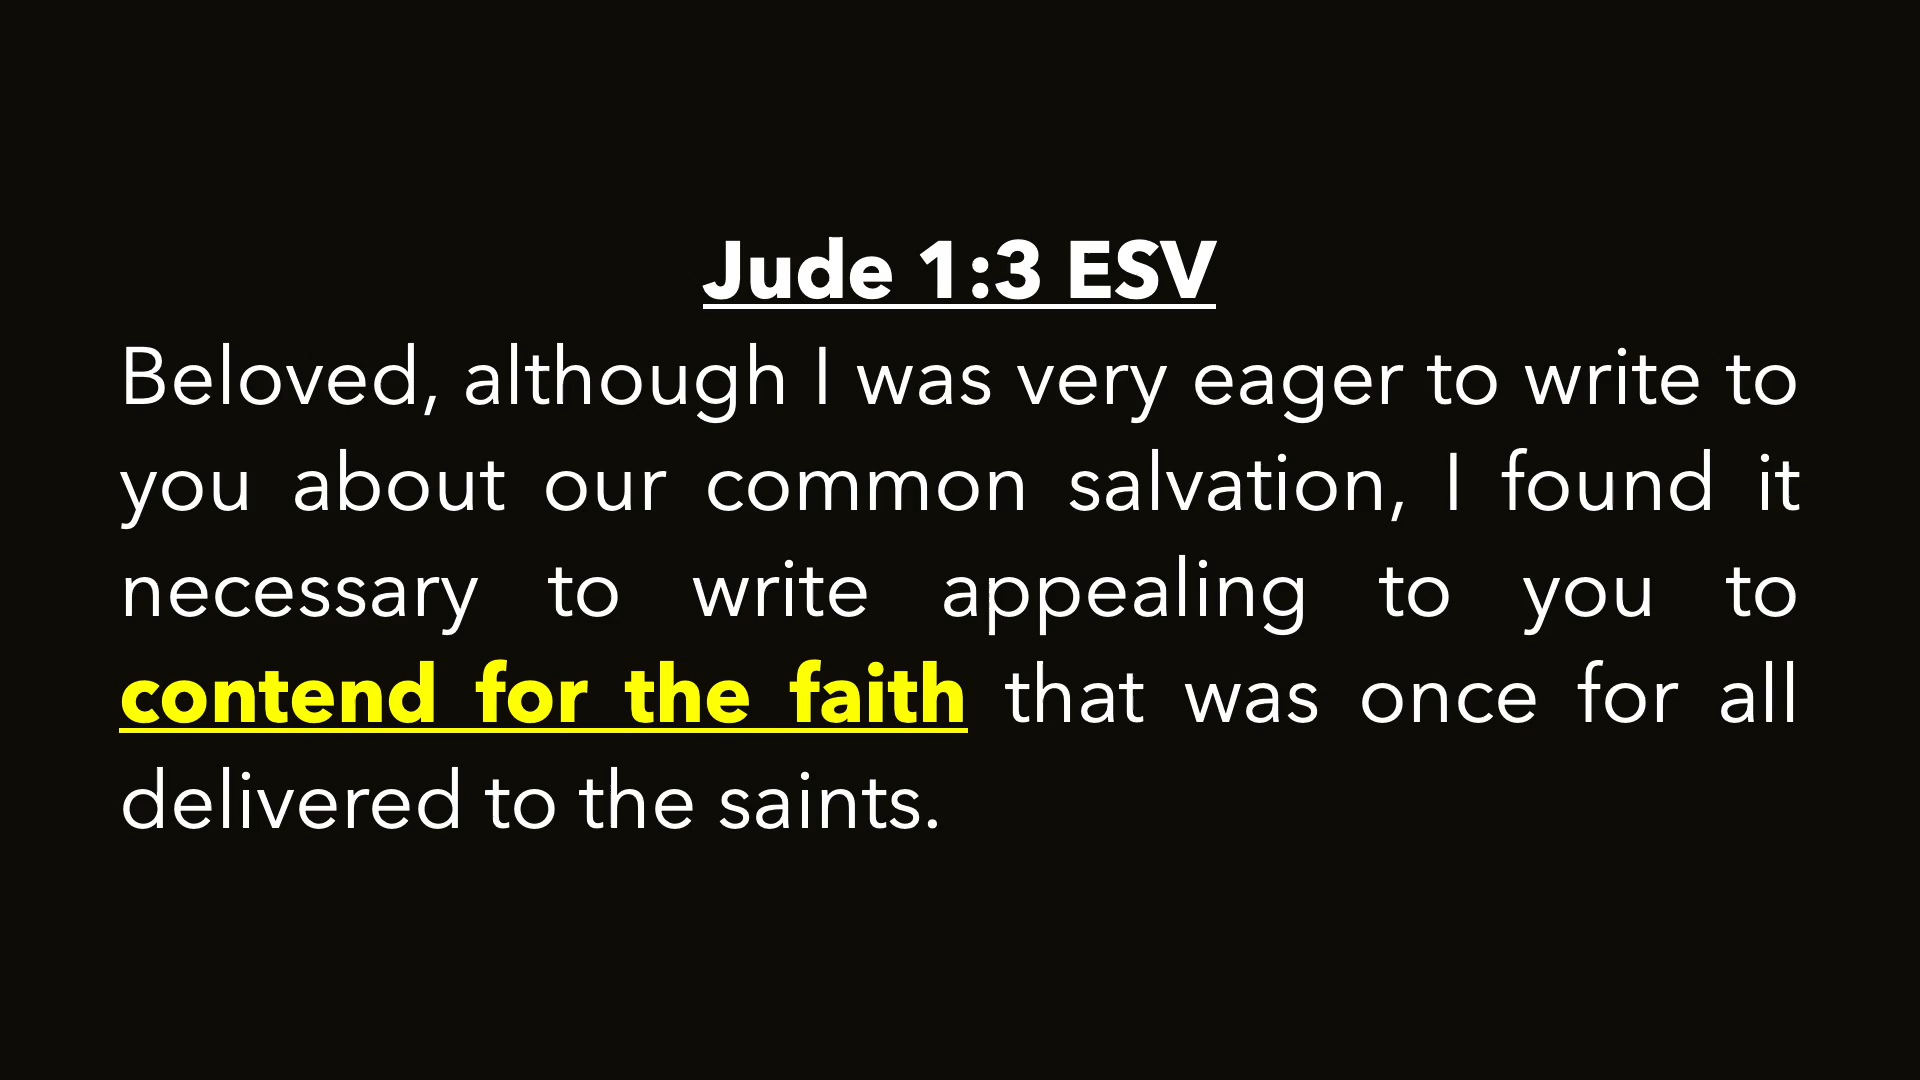 Jude 1:3 ESV
Beloved, although I was very eager to write to
you about our common salvation, I found it
necessary to write appealing to you to
contend for the faith that was once for all
delivered to the saints.